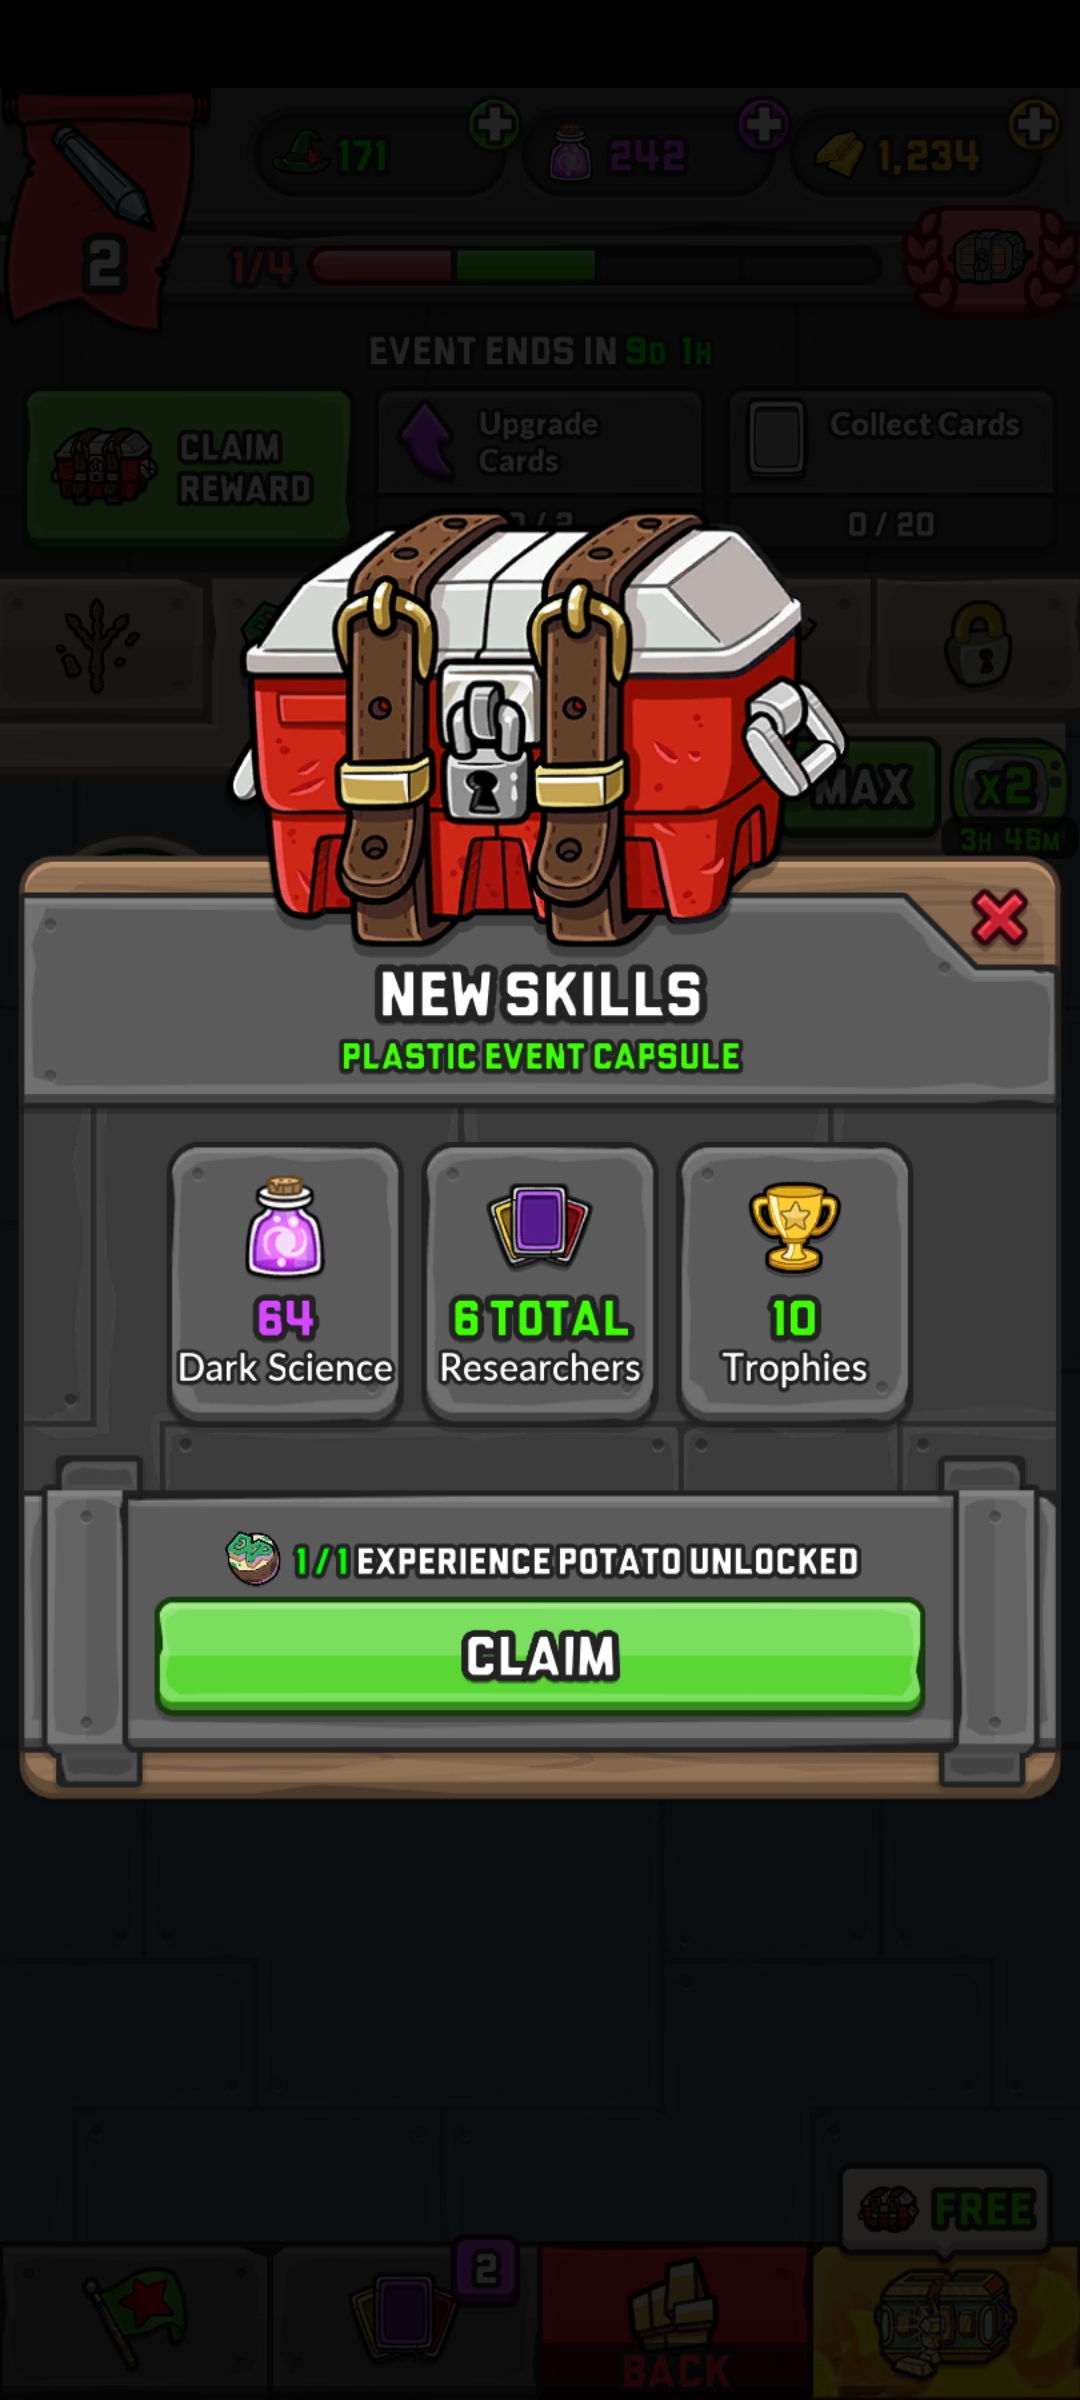 171
242
1,234
2
1/4
EVENT ENDS IN 9D 1H
CLAIM
REWARD
Upgrade
Cards
Collect Cards
0 / 20
MAX
x2
3H 46M
NEW SKILLS
PLASTIC EVENT CAPSULE
64
Dark Science
6 TOTAL
Researchers
10
Trophies
1/1 EXPERIENCE POTATO UNLOCKED
CLAIM
FREE
2
BACK